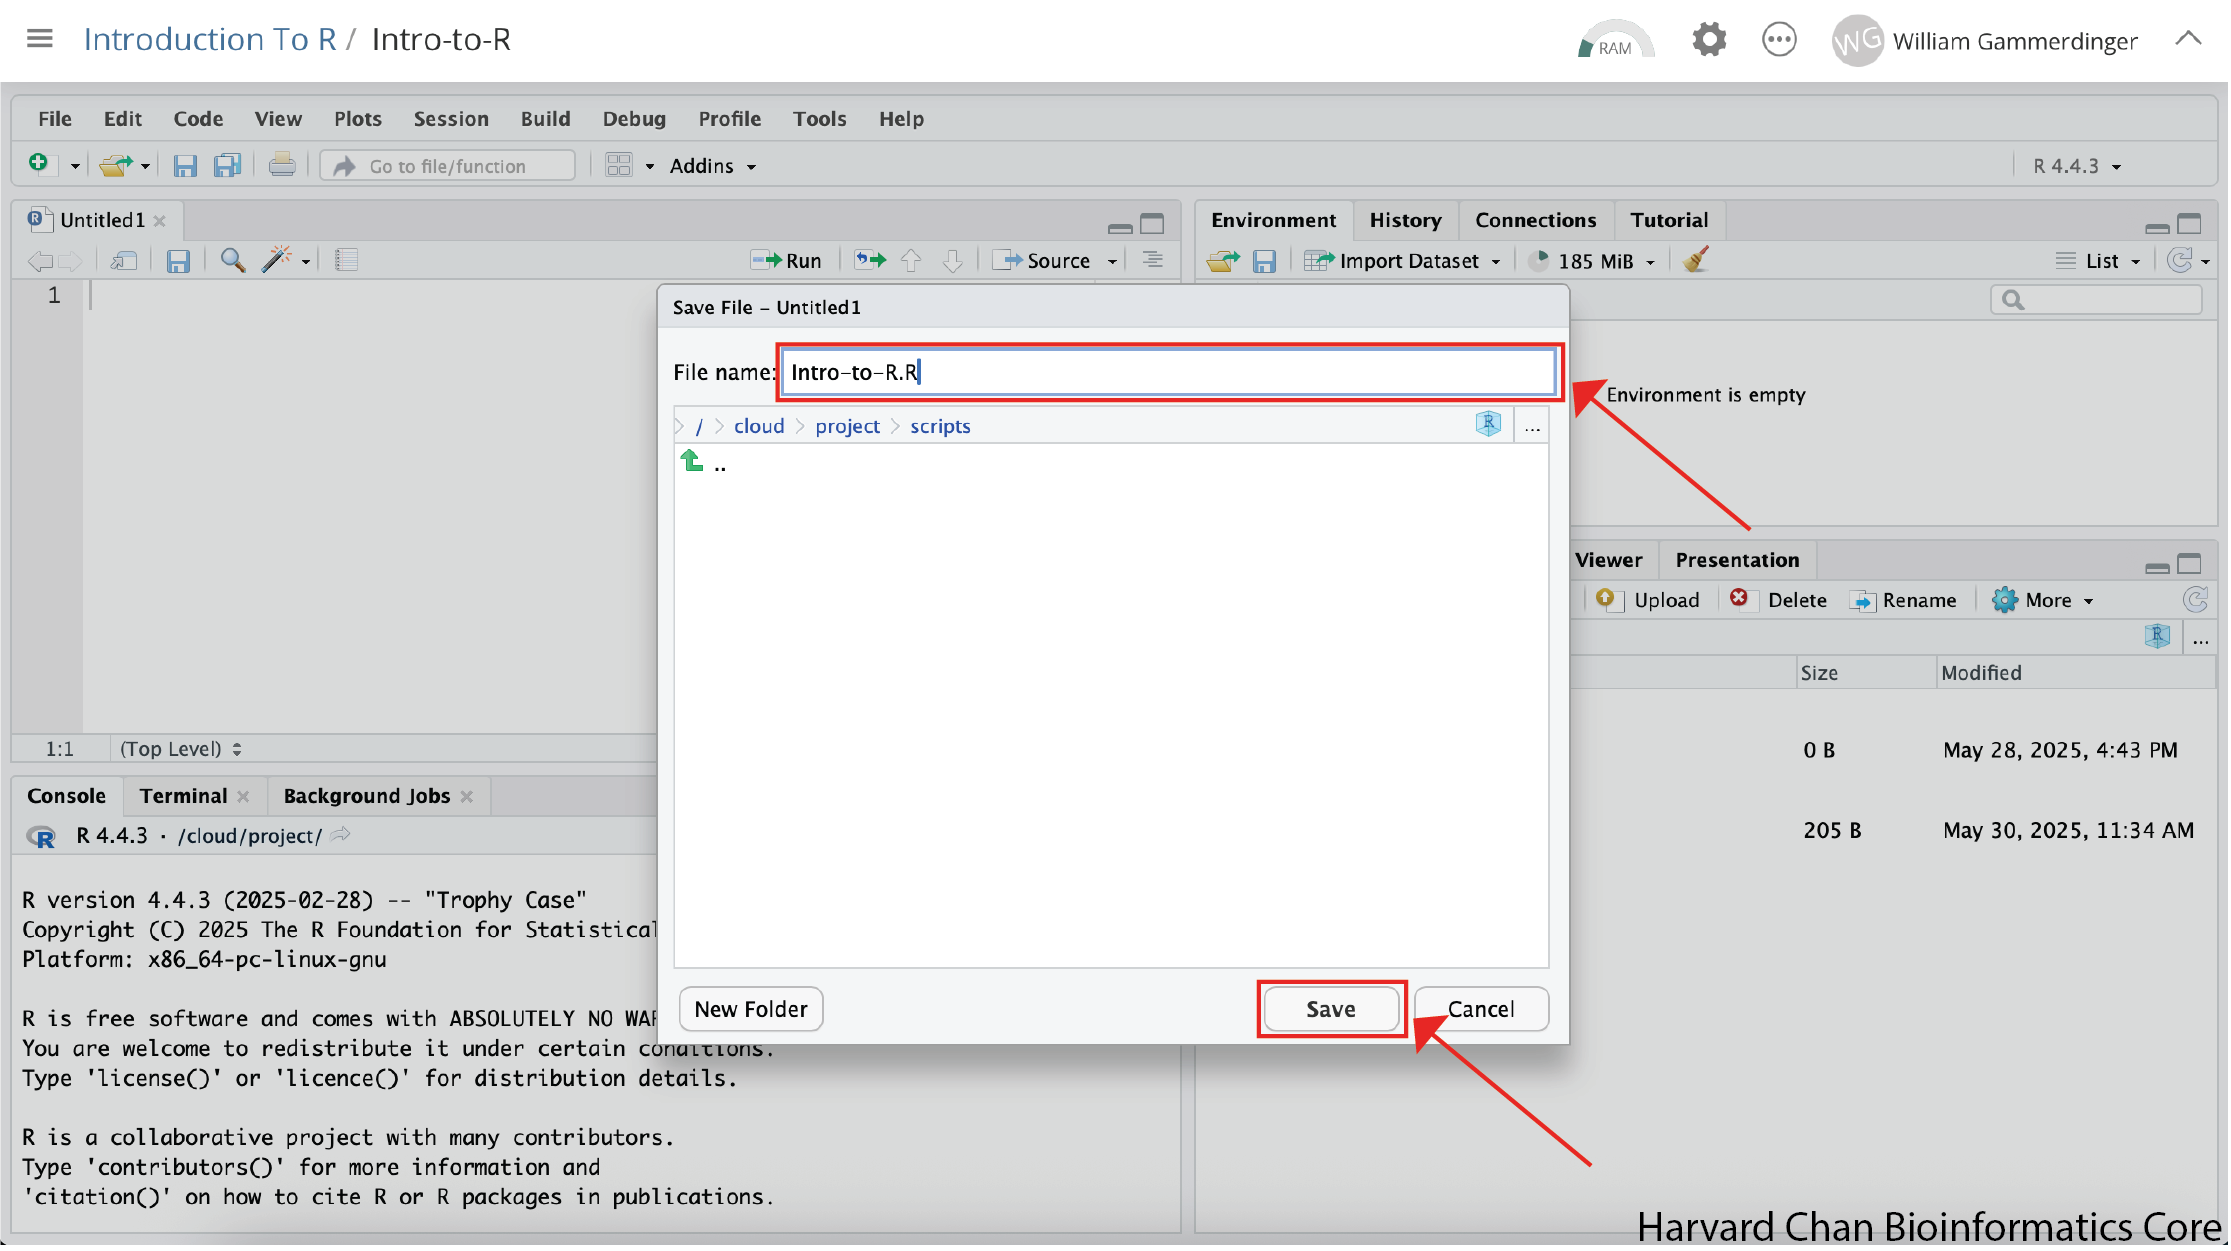 Introduction To R / Intro-to-R
RAM
WG William Gammerdinger
File Edit Code View Plots Session Build Debug Profile Tools Help
Go to file/function
Addins
R 4.4.3
Untitled1
Run
Source
1
1:1 (Top Level)
Environment History Connections Tutorial
Import Dataset
185 MiB
List
Environment is empty
Save File – Untitled1
File name: Intro-to-R.R
/ cloud project scripts
R
...
..
New Folder
Save
Cancel
Viewer Presentation
Upload Delete Rename More
R
...
Size Modified
0 B May 28, 2025, 4:43 PM
205 B May 30, 2025, 11:34 AM
Console Terminal Background Jobs
R 4.4.3 · /cloud/project/
R version 4.4.3 (2025-02-28) -- "Trophy Case"
Copyright (C) 2025 The R Foundation for Statistical
Platform: x86_64-pc-linux-gnu
R is free software and comes with ABSOLUTELY NO WAR
You are welcome to redistribute it under certain conditions.
Type 'license()' or 'licence()' for distribution details.
R is a collaborative project with many contributors.
Type 'contributors()' for more information and
'citation()' on how to cite R or R packages in publications.
Harvard Chan Bioinformatics Core